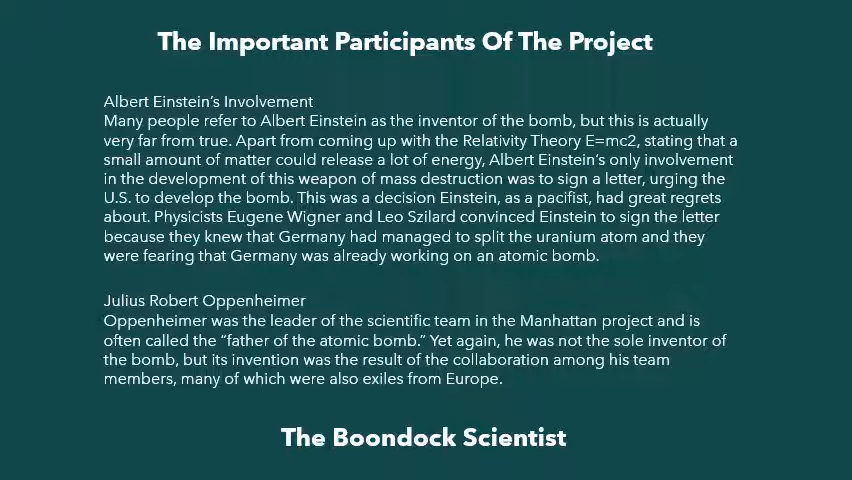 The Important Participants Of The Project
Albert Einstein's Involvement
Many people refer to Albert Einstein as the inventor of the bomb, but this is actually
very far from true. Apart from coming up with the Relativity Theory E=mc2, stating that a
small amount of matter could release a lot of energy, Albert Einstein's only involvement
in the development of this weapon of mass destruction was to sign a letter, urging the
U.S. to develop the bomb. This was a decision Einstein, as a pacifist, had great regrets
about. Physicists Eugene Wigner and Leo Szilard convinced Einstein to sign the letter
because they knew that Germany had managed to split the uranium atom and they
were fearing that Germany was already working on an atomic bomb.
Julius Robert Oppenheimer
Oppenheimer was the leader of the scientific team in the Manhattan project and is
often called the “father of the atomic bomb.” Yet again, he was not the sole inventor of
the bomb, but its invention was the result of the collaboration among his team
members, many of which were also exiles from Europe.
The Boondock Scientist